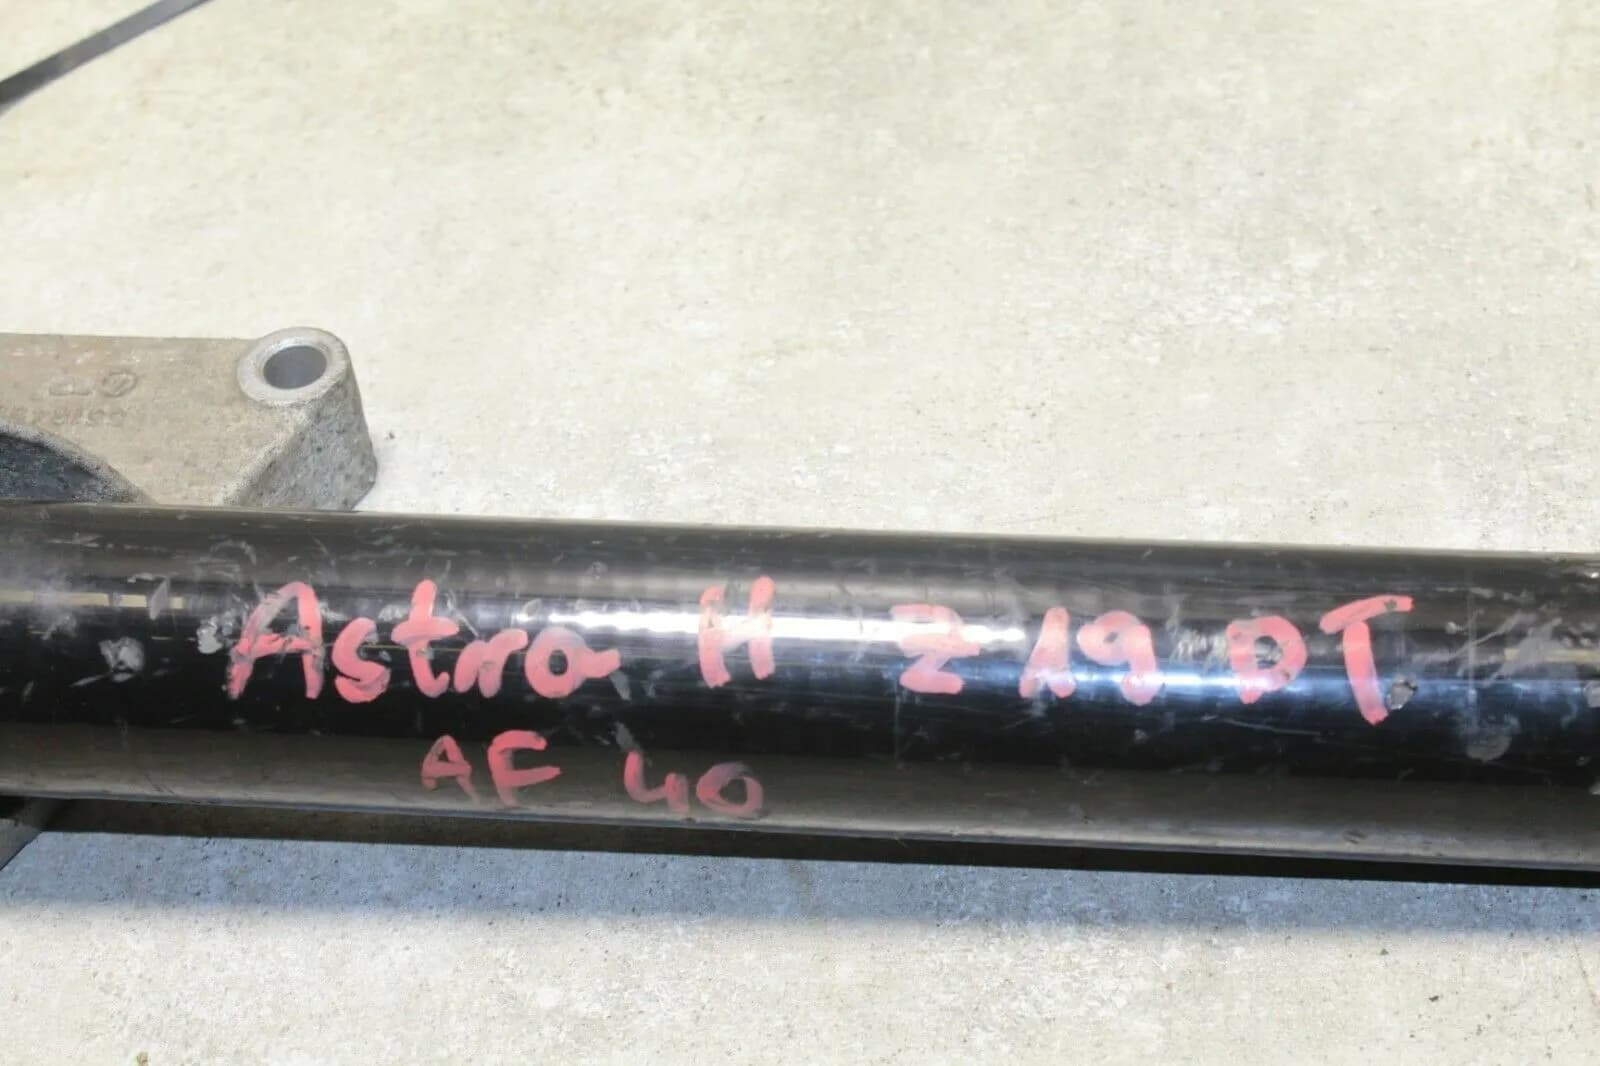 Astra H Z19DT
AF 40